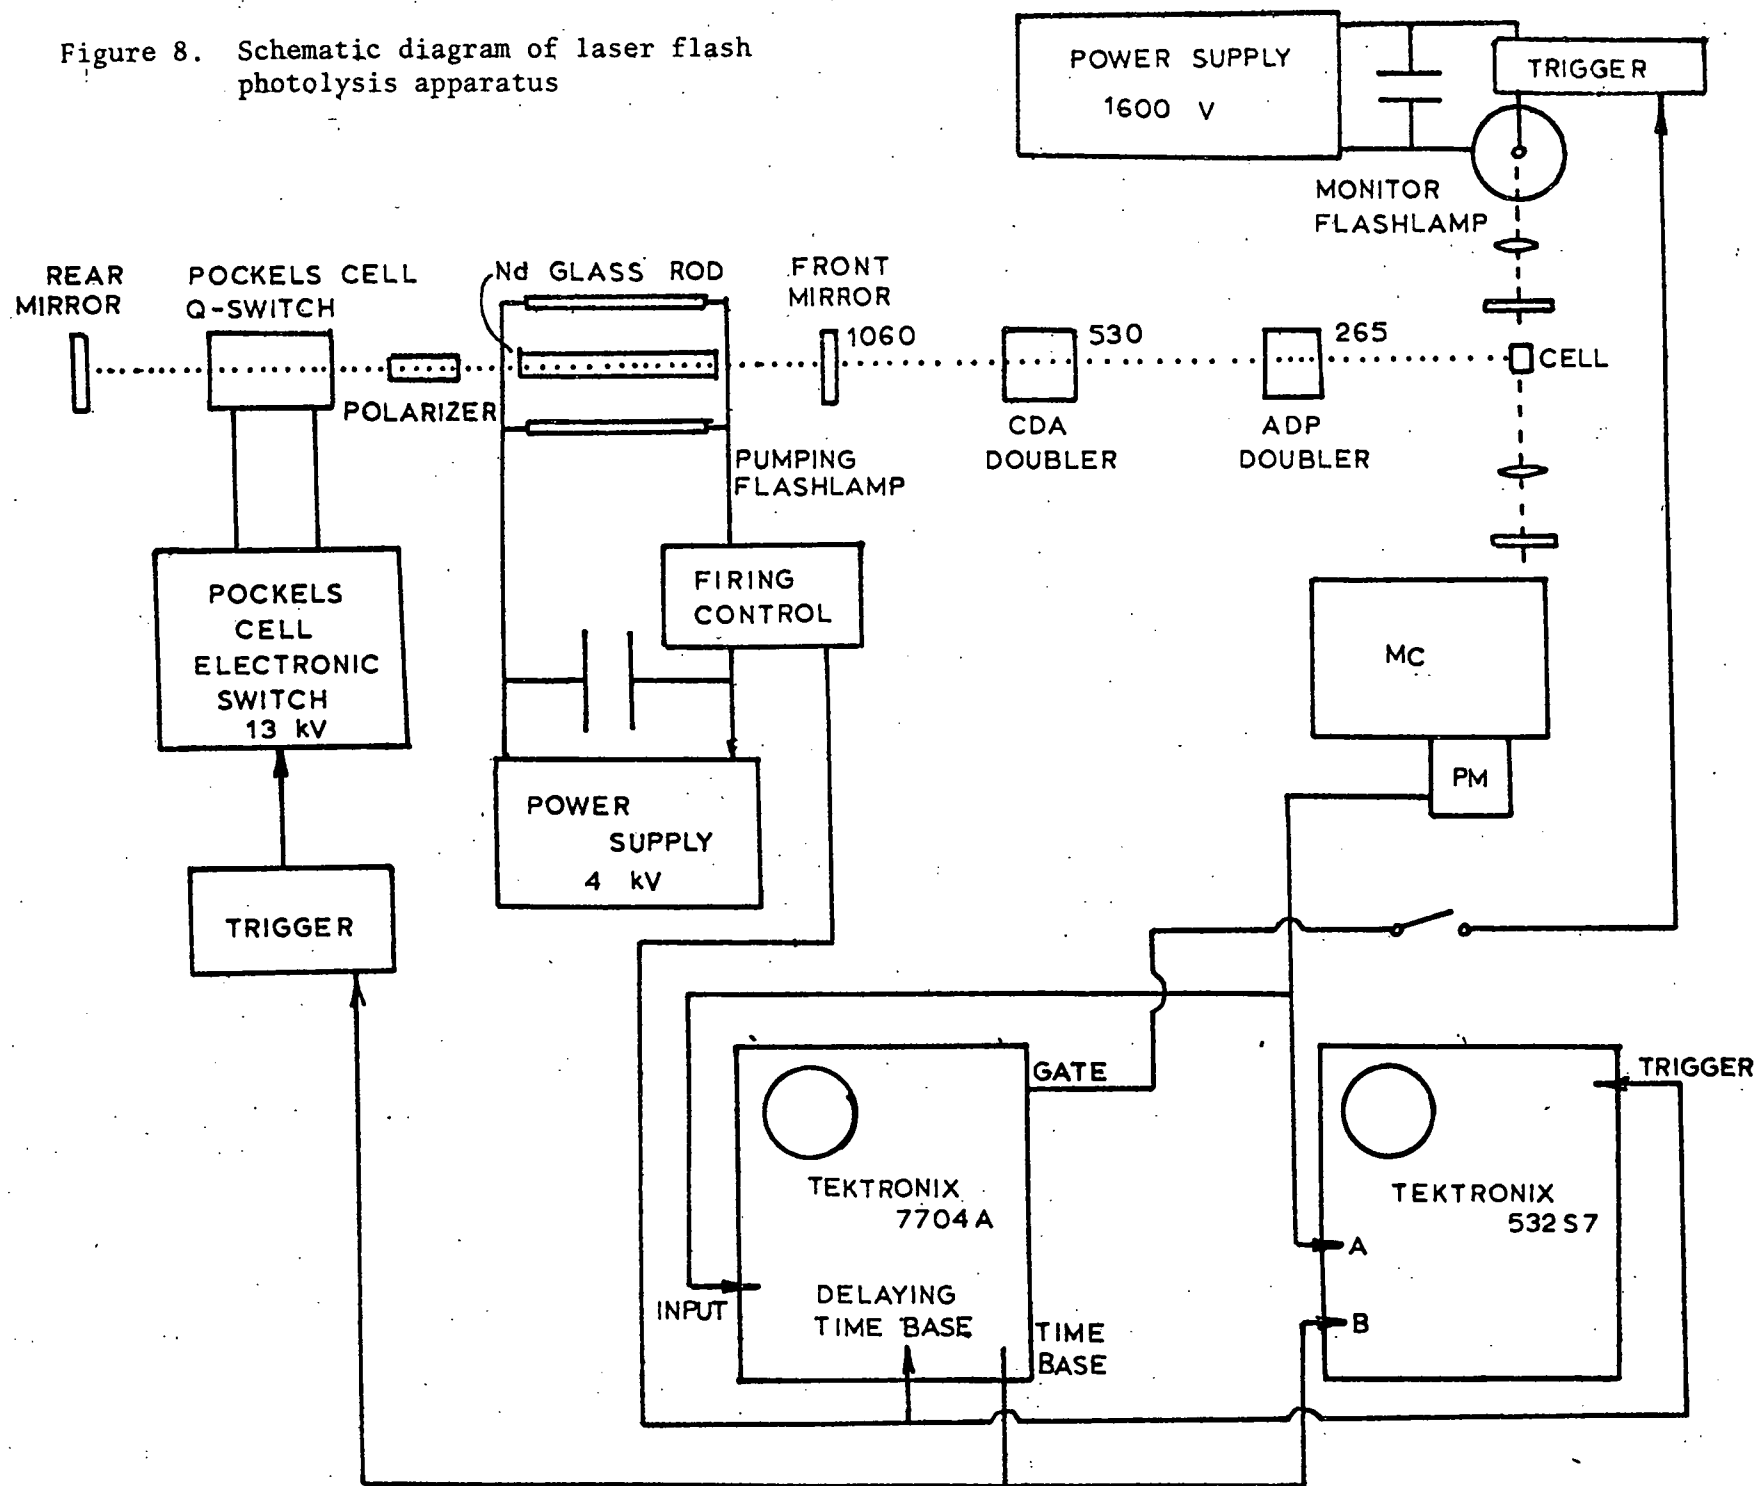 Figure 8. Schematic diagram of laser flash
photolysis apparatus
POWER SUPPLY
1600 V
TRIGGER
MONITOR
FLASHLAMP
REAR
MIRROR
POCKELS CELL
Q-SWITCH
Nd GLASS ROD
FRONT
MIRROR
1060
530
265
CELL
POLARIZER
CDA
DOUBLER
ADP
DOUBLER
PUMPING
FLASHLAMP
POCKELS
CELL
ELECTRONIC
SWITCH
13 kV
FIRING
CONTROL
MC
PM
POWER
SUPPLY
4 kV
TRIGGER
GATE
TRIGGER
TEKTRONIX
7704A
TEKTRONIX
532S7
A
INPUT
DELAYING
TIME BASE
TIME
BASE
B